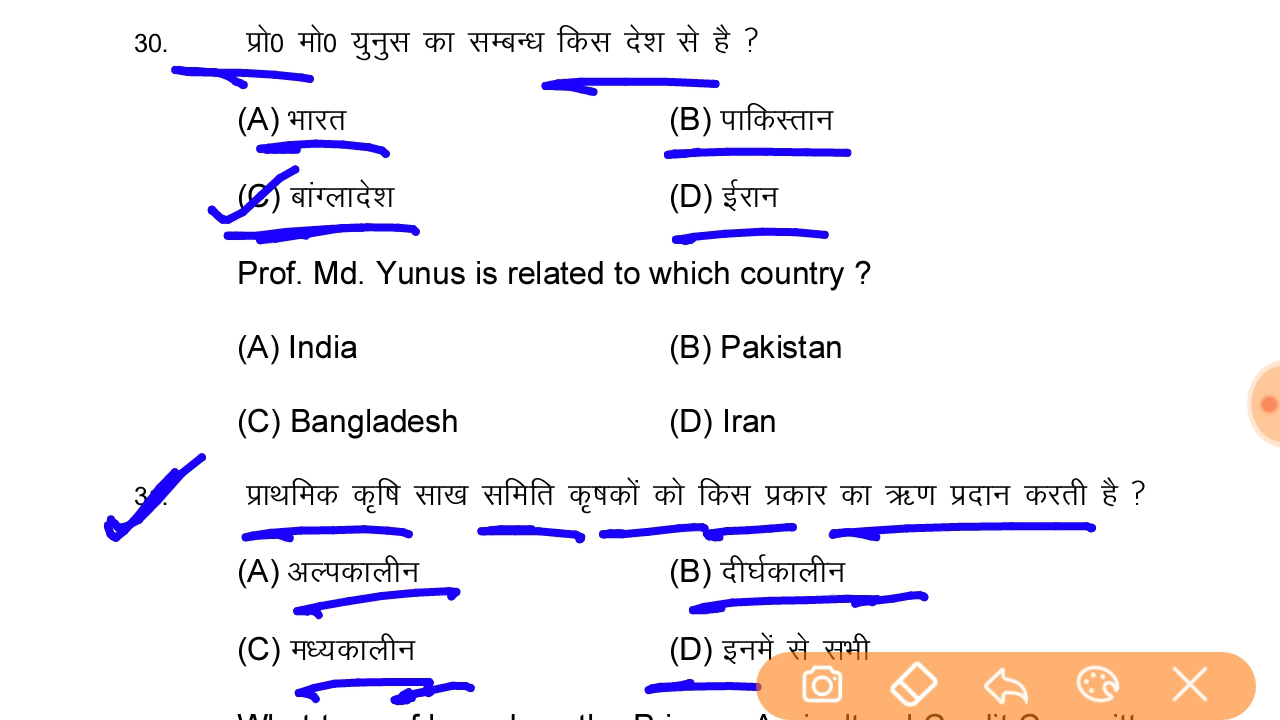 30. प्रो0 मो0 युनुस का सम्बन्ध किस देश से है ?
(A) भारत (B) पाकिस्तान
(C) बांग्लादेश (D) ईरान
Prof. Md. Yunus is related to which country ?
(A) India (B) Pakistan
(C) Bangladesh (D) Iran
प्राथमिक कृषि साख समिति कृषकों को किस प्रकार का ऋण प्रदान करती है ?
(A) अल्पकालीन (B) दीर्घकालीन
(C) मध्यकालीन (D) इनमें से सभी